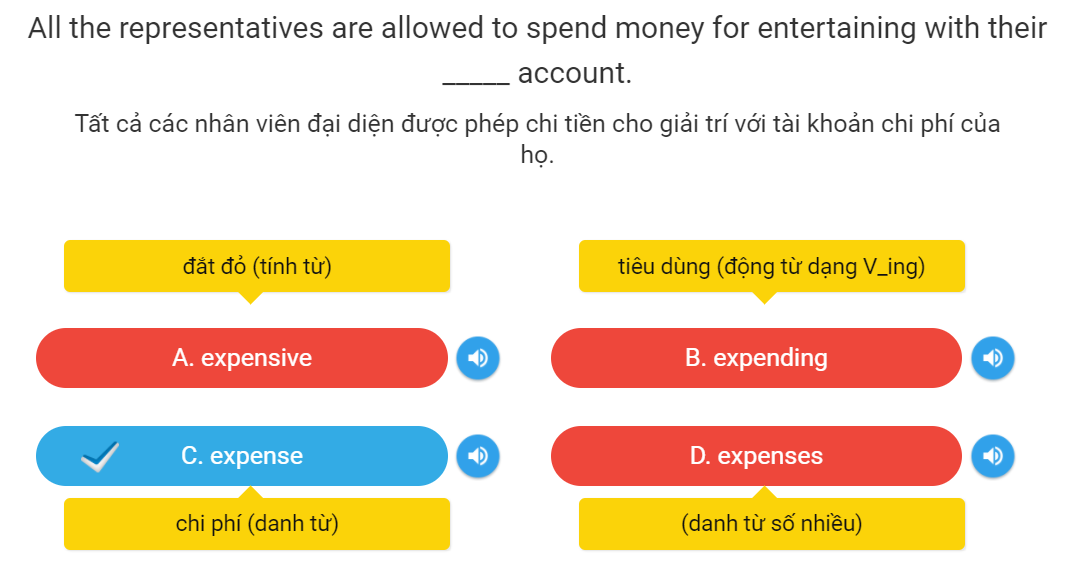 All the representatives are allowed to spend money for entertaining with their
_____ account.
Tất cả các nhân viên đại diện được phép chi tiền cho giải trí với tài khoản chi phí của
họ.
đắt đỏ (tính từ)
tiêu dùng (động từ dạng V_ing)
A. expensive
B. expending
C. expense
D. expenses
chi phí (danh từ)
(danh từ số nhiều)